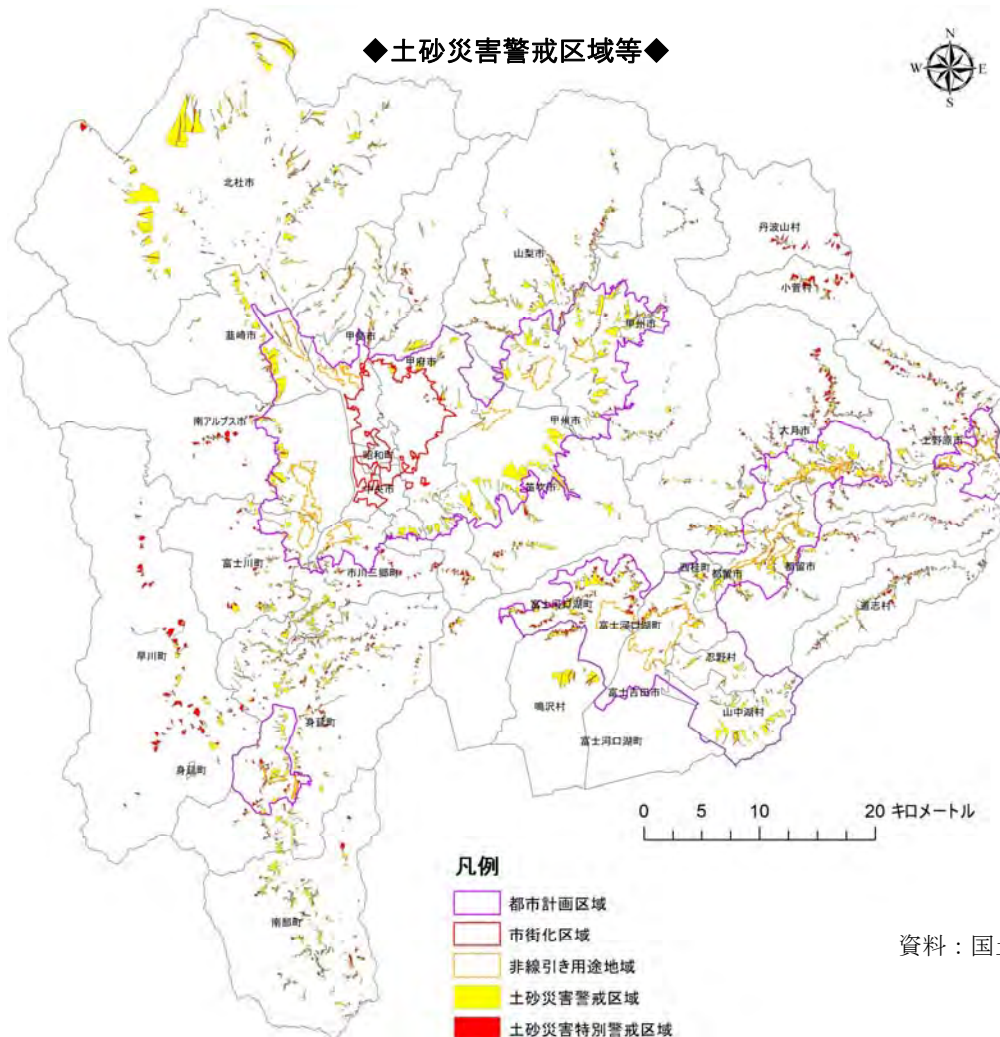 ◆土砂災害警戒区域等◆
N
W E
S
北杜市
丹波山村
山梨市
小菅村
韮崎市
甲斐市
甲府市
甲州市
南アルプス市
甲州市
大月市
上野原市
昭和町
中央市
笛吹市
富士川町
市川三郷町
西桂町
都留市
都留市
富士河口湖町
道志村
富士河口湖町
早川町
忍野村
鳴沢村
富士吉田市
山中湖村
身延町
富士河口湖町
身延町
0 5 10 20 キロメートル
凡例
都市計画区域
市街化区域
非線引き用途地域
土砂災害警戒区域
土砂災害特別警戒区域
南部町
資料：国